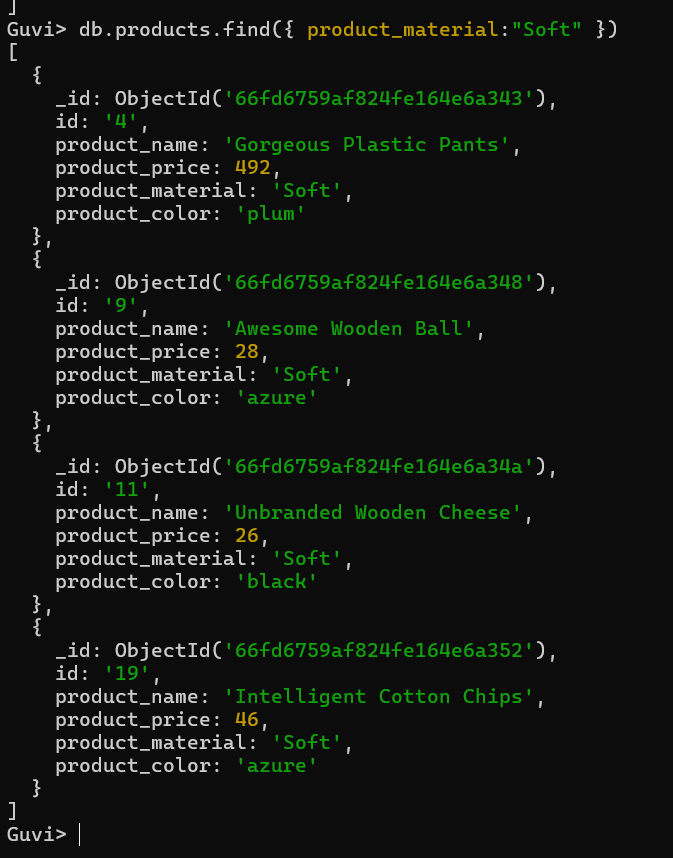 ]
Guvi> db.products.find({ product_material:"Soft" })
[
  {
    _id: ObjectId('66fd6759af824fe164e6a343'),
    id: '4',
    product_name: 'Gorgeous Plastic Pants',
    product_price: 492,
    product_material: 'Soft',
    product_color: 'plum'
  },
  {
    _id: ObjectId('66fd6759af824fe164e6a348'),
    id: '9',
    product_name: 'Awesome Wooden Ball',
    product_price: 28,
    product_material: 'Soft',
    product_color: 'azure'
  },
  {
    _id: ObjectId('66fd6759af824fe164e6a34a'),
    id: '11',
    product_name: 'Unbranded Wooden Cheese',
    product_price: 26,
    product_material: 'Soft',
    product_color: 'black'
  },
  {
    _id: ObjectId('66fd6759af824fe164e6a352'),
    id: '19',
    product_name: 'Intelligent Cotton Chips',
    product_price: 46,
    product_material: 'Soft',
    product_color: 'azure'
  }
]
Guvi>